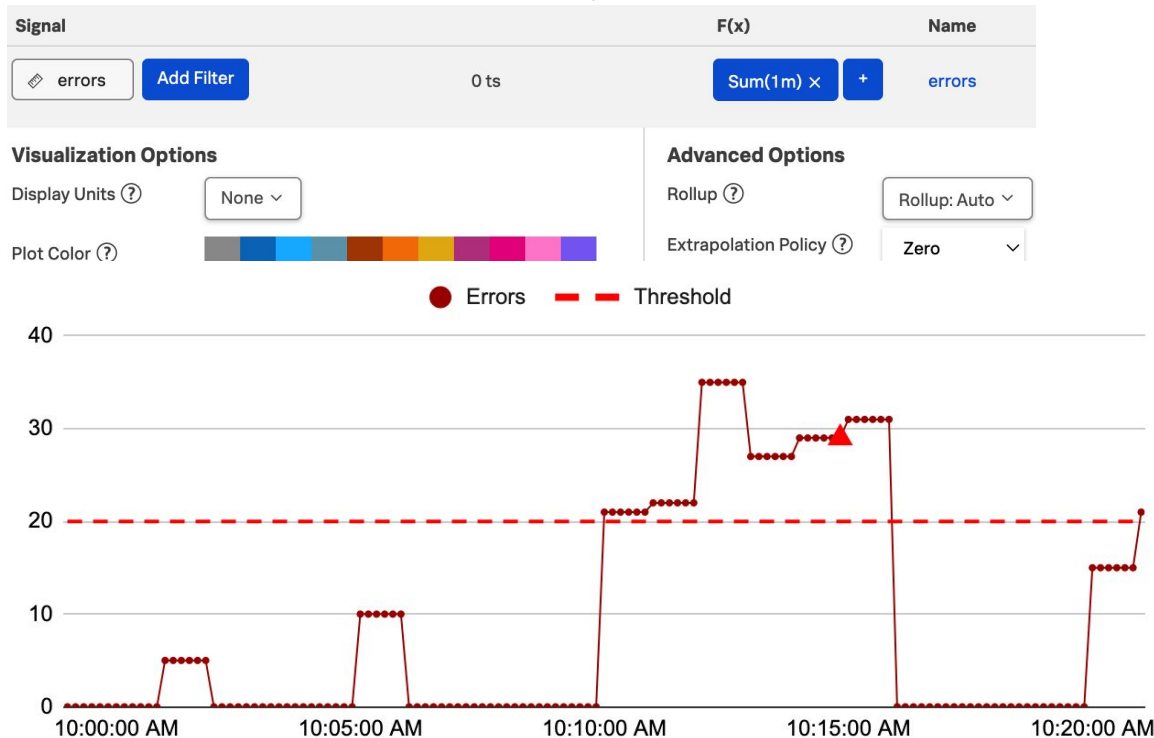 Signal F(x) Name
errors Add Filter 0 ts Sum(1m) × + errors
Visualization Options Advanced Options
Display Units ? None Rollup ? Rollup: Auto
Plot Color ? Extrapolation Policy ? Zero
Errors Threshold
40
30
20
10
0
10:00:00 AM 10:05:00 AM 10:10:00 AM 10:15:00 AM 10:20:00 AM